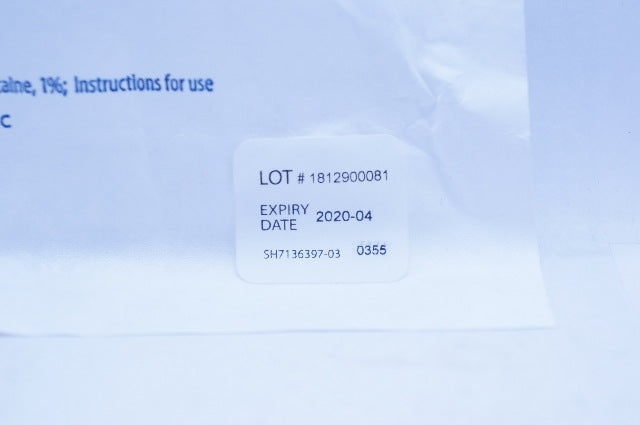 caine, 1%; Instructions for use
C
LOT # 1812900081
EXPIRY DATE 2020-04
SH7136397-03 0355